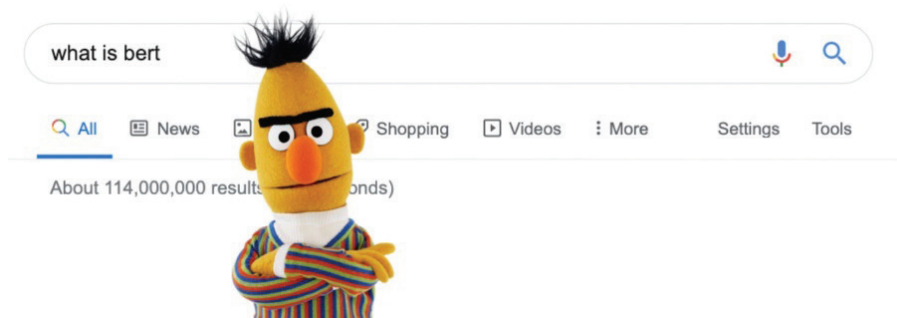 what is bert
All News Shopping Videos More Settings Tools
About 114,000,000 results onds)